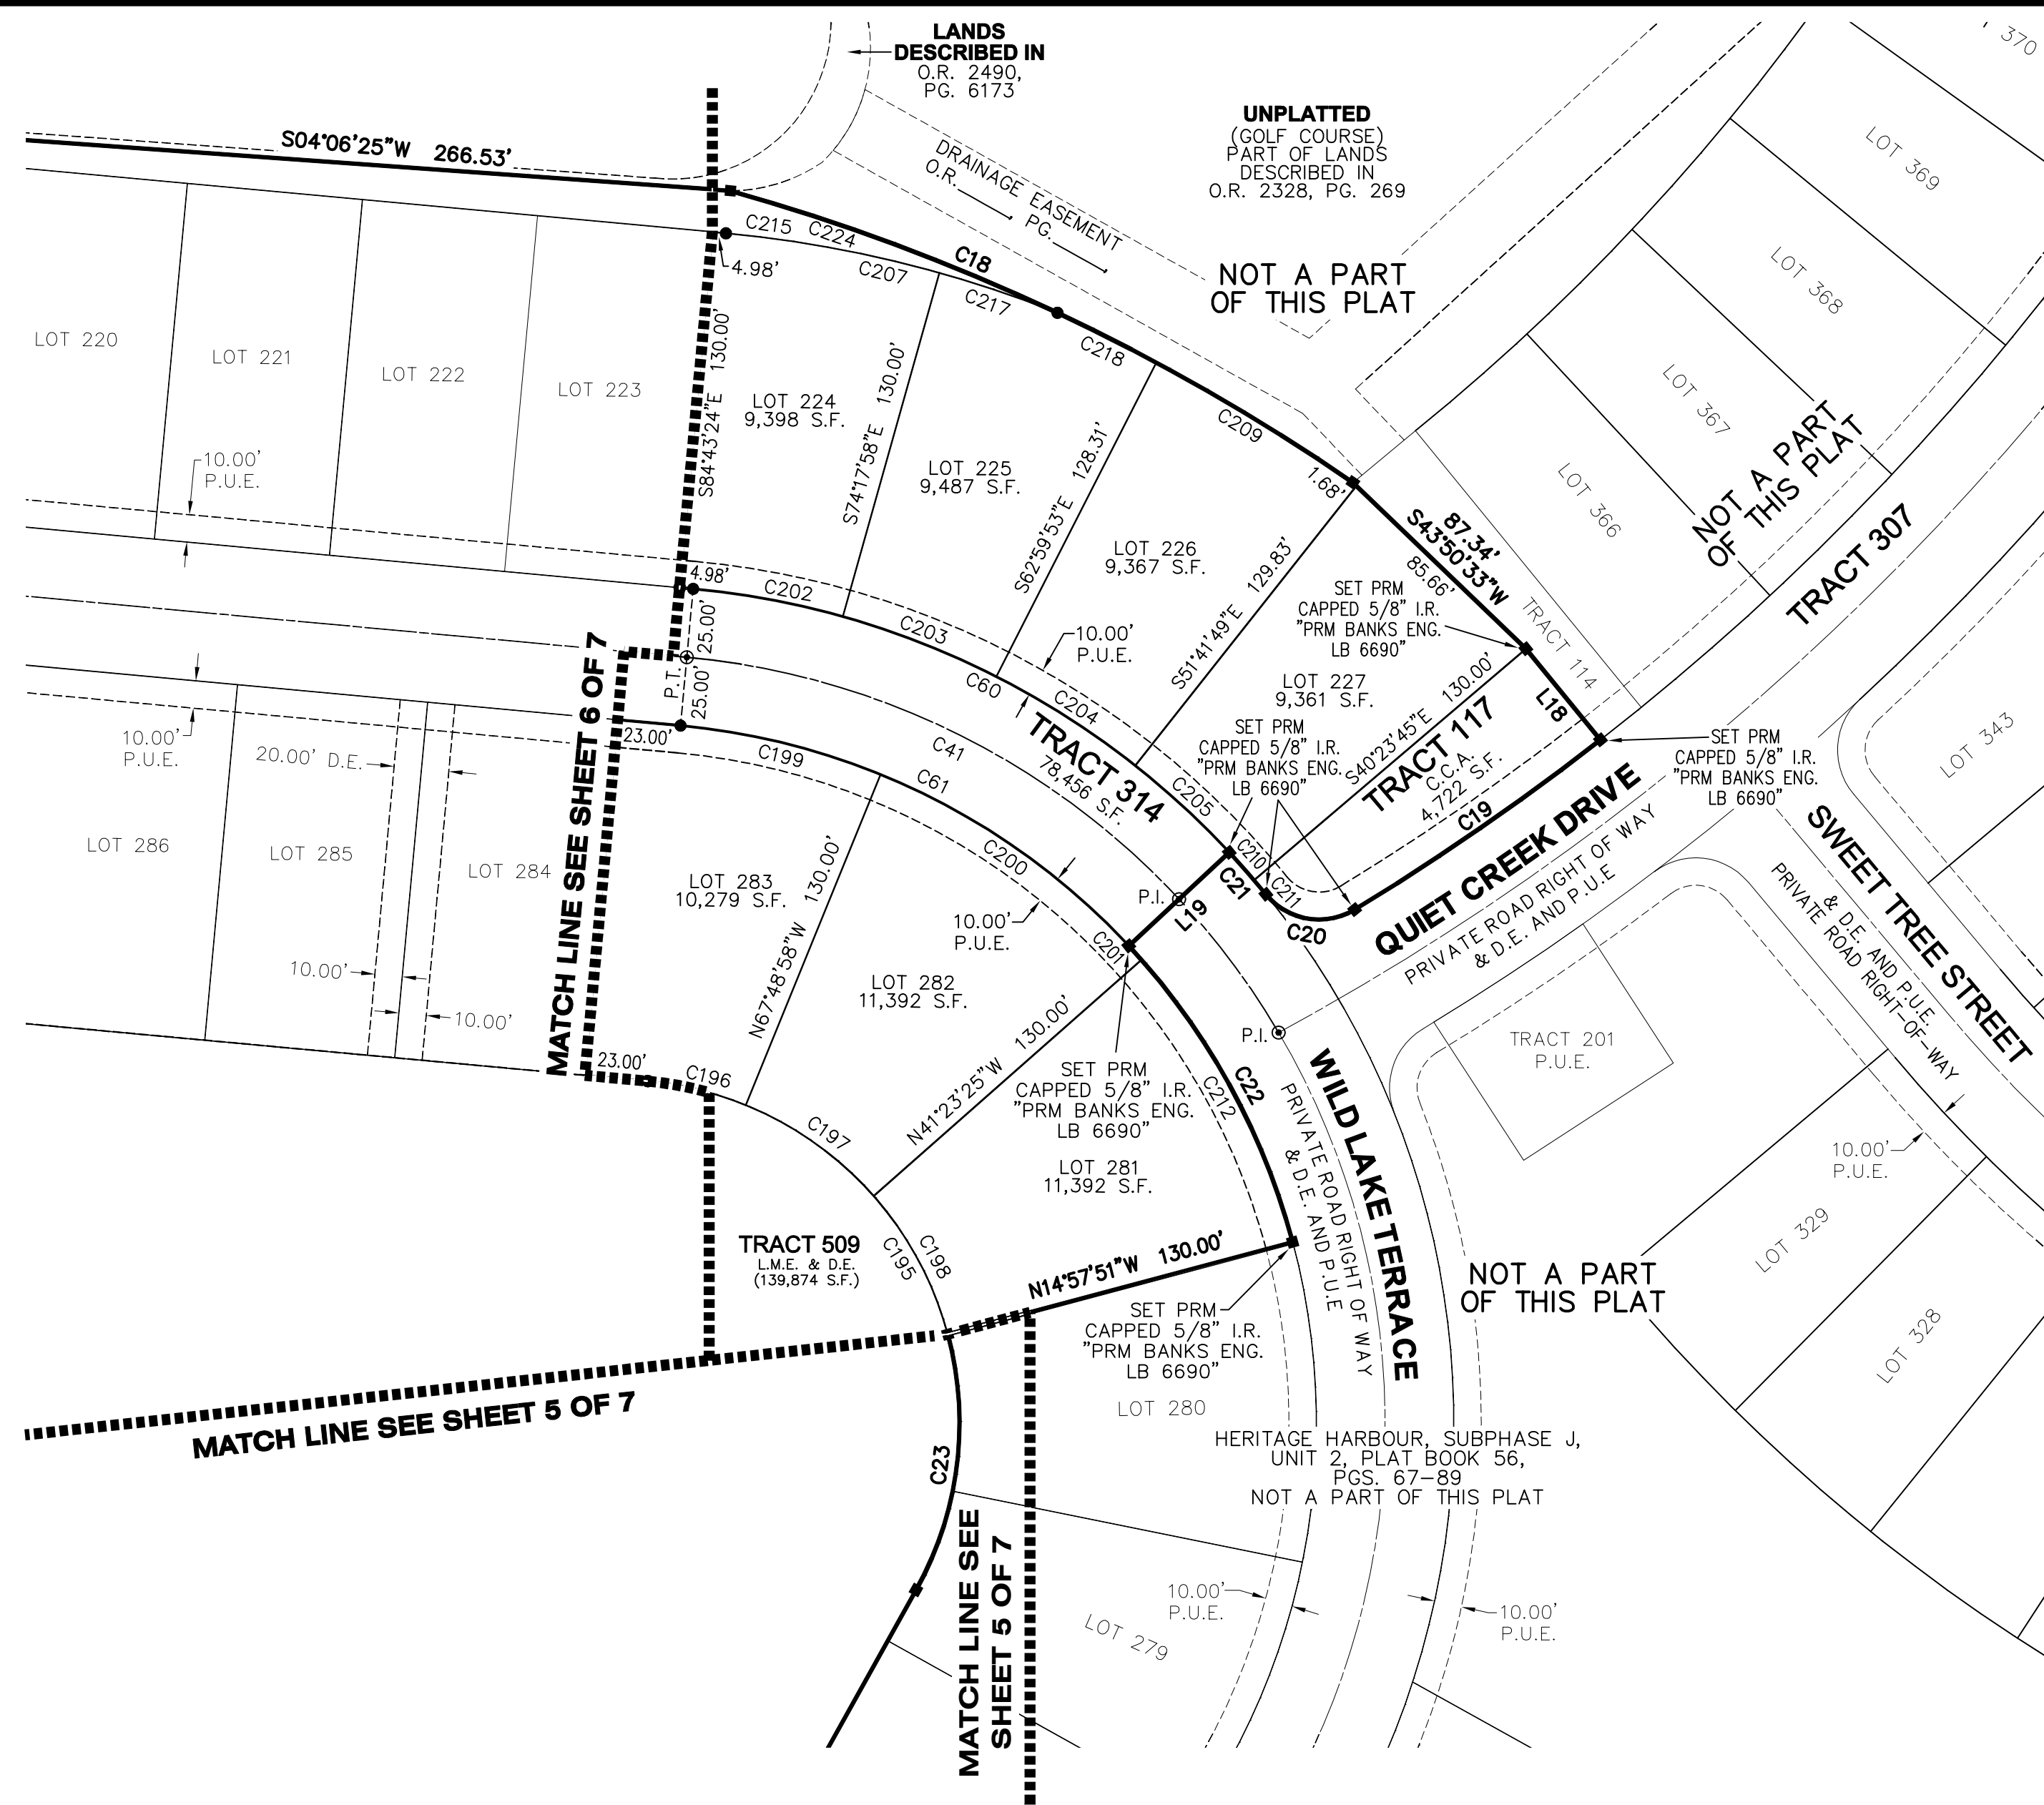 LANDS
DESCRIBED IN
O.R. 2490,
PG. 6173
UNPLATTED
(GOLF COURSE)
PART OF LANDS
DESCRIBED IN
O.R. 2328, PG. 269
DRAINAGE EASEMENT
O.R.____ PG.____
NOT A PART
OF THIS PLAT
S04°06'25"W 266.53'
C215
C224
C18
C207
C217
4.98'
C218
C209
1.68'
370
LOT 369
LOT 368
LOT 367
LOT 366
NOT A PART
OF THIS PLAT
TRACT 307
LOT 220
LOT 221
LOT 222
LOT 223
S84°43'24"E 130.00'
LOT 224
9,398 S.F.
S74°17'58"E 130.00'
LOT 225
9,487 S.F.
S62°59'53"E 128.31'
LOT 226
9,367 S.F.
S51°41'49"E 129.83'
LOT 227
9,361 S.F.
87.34'
S43°50'33"W
85.66'
SET PRM
CAPPED 5/8" I.R.
"PRM BANKS ENG.
LB 6690"
TRACT 114
L18
10.00'
P.U.E.
4.98'
C202
C203
C60
C204
10.00'
P.U.E.
25.00'
P.T.
25.00'
23.00'
C199
C61
C41
TRACT 314
78,456 S.F.
C205
SET PRM
CAPPED 5/8" I.R.
"PRM BANKS ENG.
LB 6690"
S40°23'45"E 130.00'
TRACT 117
C.C.A.
4,722 S.F.
C19
SET PRM
CAPPED 5/8" I.R.
"PRM BANKS ENG.
LB 6690"
LOT 343
QUIET CREEK DRIVE
PRIVATE ROAD RIGHT OF WAY
& D.E. AND P.U.E
SWEET TREE STREET
PRIVATE ROAD RIGHT-OF-WAY
& D.E. AND P.U.E.
10.00'
P.U.E.
20.00' D.E.
MATCH LINE SEE SHEET 6 OF 7
LOT 286
LOT 285
LOT 284
10.00'
10.00'
LOT 283
10,279 S.F.
N67°48'58"W 130.00'
C200
10.00'
P.U.E.
LOT 282
11,392 S.F.
C201
C210
C21
C211
C20
P.I.
L19
P.I.
N41°23'25"W 130.00'
SET PRM
CAPPED 5/8" I.R.
"PRM BANKS ENG.
LB 6690"
C212
C22
LOT 281
11,392 S.F.
WILD LAKE TERRACE
PRIVATE ROAD RIGHT OF WAY
& D.E. AND P.U.E
TRACT 201
P.U.E.
10.00'
P.U.E.
LOT 329
LOT 328
23.00'
C196
C197
TRACT 509
L.M.E. & D.E.
(139,874 S.F.)
C195
C198
N14°57'51"W 130.00'
SET PRM
CAPPED 5/8" I.R.
"PRM BANKS ENG.
LB 6690"
NOT A PART
OF THIS PLAT
MATCH LINE SEE SHEET 5 OF 7
LOT 280
HERITAGE HARBOUR, SUBPHASE J,
UNIT 2, PLAT BOOK 56,
PGS. 67-89
NOT A PART OF THIS PLAT
C23
MATCH LINE SEE
SHEET 5 OF 7
10.00'
P.U.E.
10.00'
P.U.E.
LOT 279